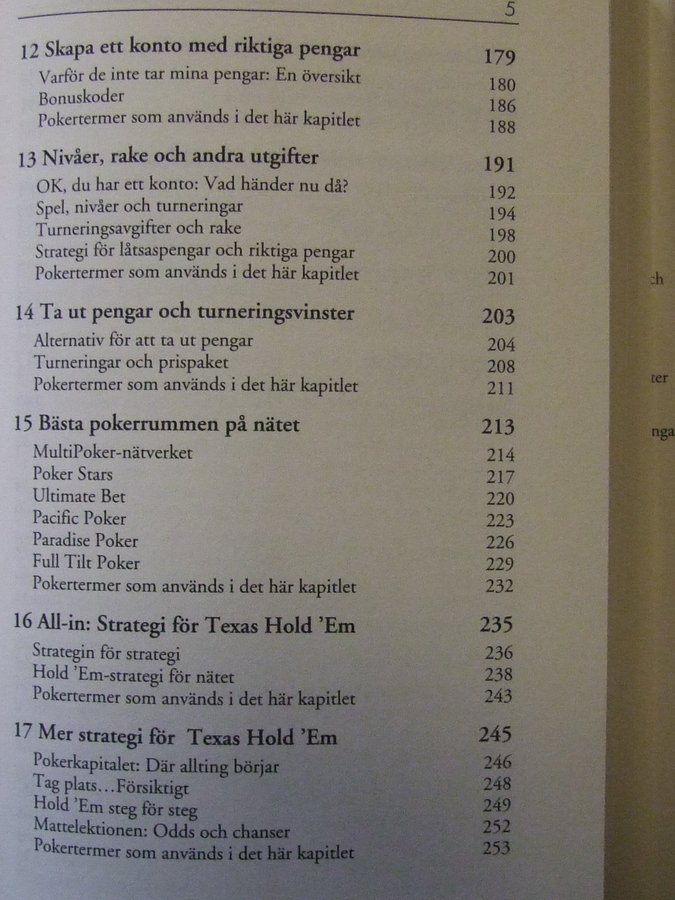 5
12 Skapa ett konto med riktiga pengar 179
Varför de inte tar mina pengar: En översikt 180
Bonuskoder 186
Pokertermer som används i det här kapitlet 188
13 Nivåer, rake och andra utgifter 191
OK, du har ett konto: Vad händer nu då? 192
Spel, nivåer och turneringar 194
Turneringsavgifter och rake 198
Strategi för låtsaspengar och riktiga pengar 200
Pokertermer som används i det här kapitlet 201
14 Ta ut pengar och turneringsvinster 203
Alternativ för att ta ut pengar 204
Turneringar och prispaket 208
Pokertermer som används i det här kapitlet 211
15 Bästa pokerrummen på nätet 213
MultiPoker-nätverket 214
Poker Stars 217
Ultimate Bet 220
Pacific Poker 223
Paradise Poker 226
Full Tilt Poker 229
Pokertermer som används i det här kapitlet 232
16 All-in: Strategi för Texas Hold ’Em 235
Strategin för strategi 236
Hold ’Em-strategi för nätet 238
Pokertermer som används i det här kapitlet 243
17 Mer strategi för Texas Hold ’Em 245
Pokerkapitalet: Där allting börjar 246
Tag plats…Försiktigt 248
Hold ’Em steg för steg 249
Mattelektionen: Odds och chanser 252
Pokertermer som används i det här kapitlet 253